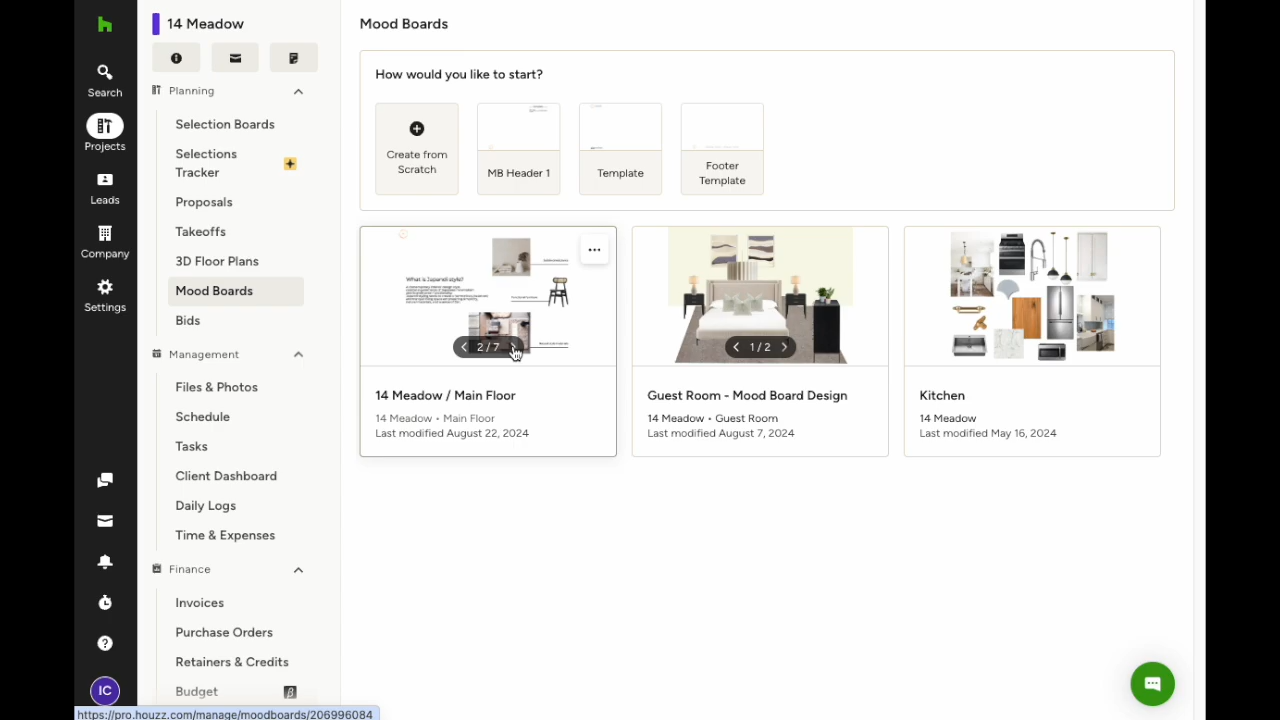 14 Meadow
Search
Projects
Leads
Company
Settings
IC
Planning
Selection Boards
Selections
Tracker
Proposals
Takeoffs
3D Floor Plans
Mood Boards
Bids
Management
Files & Photos
Schedule
Tasks
Client Dashboard
Daily Logs
Time & Expenses
Finance
Invoices
Purchase Orders
Retainers & Credits
Budget
β
Mood Boards
How would you like to start?
Create from
Scratch
MB Header 1
Template
Footer
Template
What is Japandi style?
2 / 7
14 Meadow / Main Floor
14 Meadow • Main Floor
Last modified August 22, 2024
1 / 2
Guest Room - Mood Board Design
14 Meadow • Guest Room
Last modified August 7, 2024
Kitchen
14 Meadow
Last modified May 16, 2024
https://pro.houzz.com/manage/moodboards/206996084